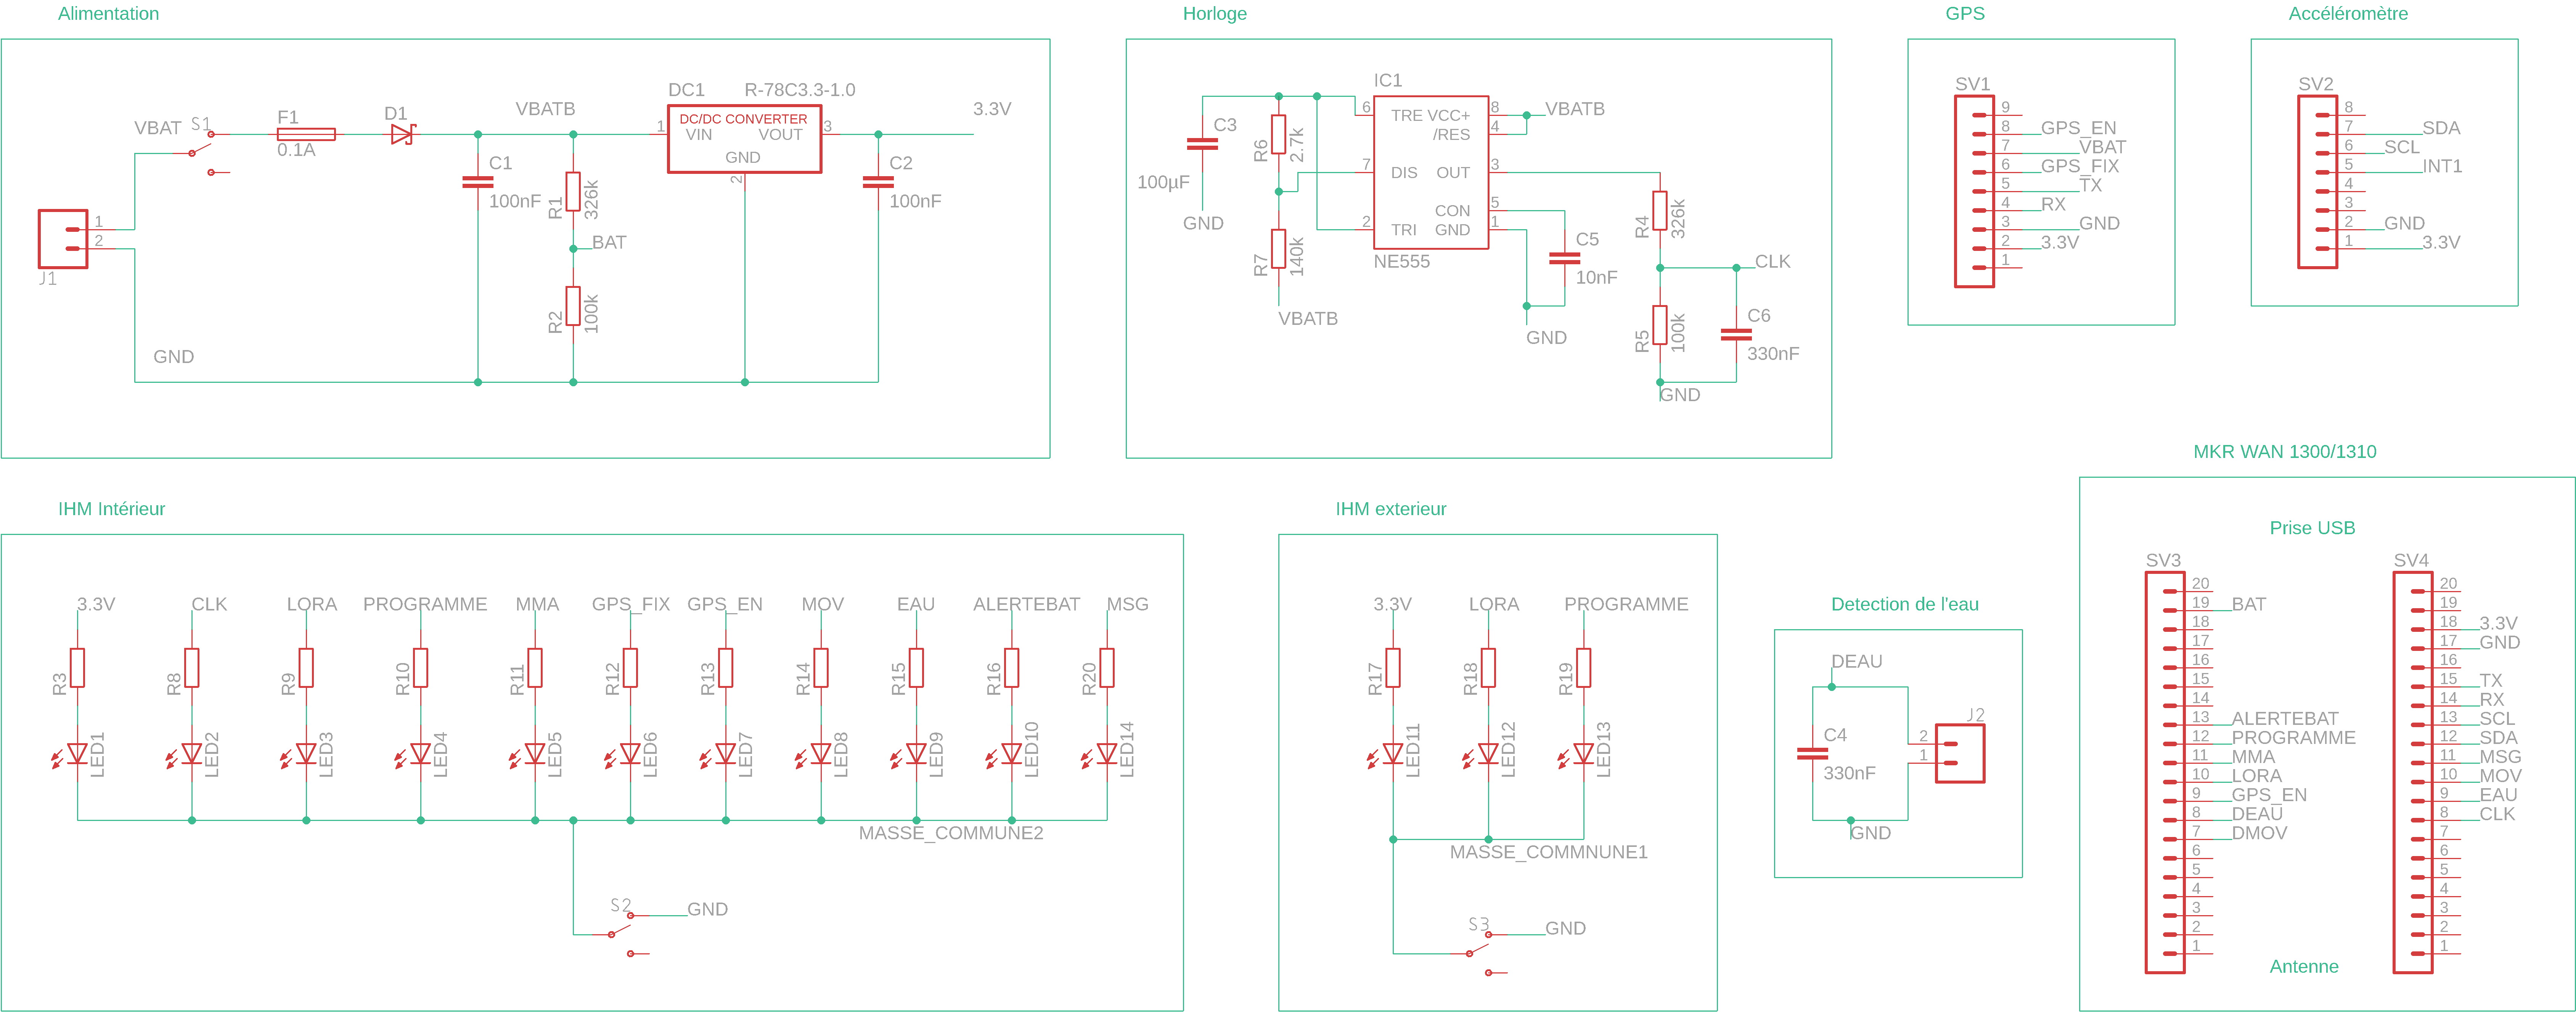 Alimentation
VBAT
S1
F1
0.1A
D1
VBATB
DC1
R-78C3.3-1.0
DC/DC CONVERTER
VIN
VOUT
GND
1
3
2
3.3V
C1
100nF
R1
326k
BAT
R2
100k
C2
100nF
1
2
J1
GND
Horloge
C3
100µF
GND
R6
2.7k
R7
140k
VBATB
IC1
TRE VCC+
/RES
DIS OUT
CON
TRI GND
6
7
2
8
4
3
5
1
NE555
VBATB
C5
10nF
GND
R4
326k
CLK
R5
100k
C6
330nF
GND
GPS
SV1
9
8 GPS_EN
7 VBAT
6 GPS_FIX
5 TX
4 RX
3 GND
2 3.3V
1
Accéléromètre
SV2
8
7 SDA
6 SCL
5 INT1
4
3
2 GND
1 3.3V
IHM Intérieur
3.3V CLK LORA PROGRAMME MMA GPS_FIX GPS_EN MOV EAU ALERTEBAT MSG
R3 R8 R9 R10 R11 R12 R13 R14 R15 R16 R20
LED1 LED2 LED3 LED4 LED5 LED6 LED7 LED8 LED9 LED10 LED14
MASSE_COMMUNE2
S2
GND
IHM exterieur
3.3V LORA PROGRAMME
R17 R18 R19
LED11 LED12 LED13
MASSE_COMMNUNE1
S3
GND
Detection de l'eau
DEAU
C4
330nF
J2
2
1
GND
MKR WAN 1300/1310
Prise USB
SV3
20
19 BAT
18
17
16
15
14
13 ALERTEBAT
12 PROGRAMME
11 MMA
10 LORA
9 GPS_EN
8 DEAU
7 DMOV
6
5
4
3
2
1
SV4
20
19
18 3.3V
17 GND
16
15 TX
14 RX
13 SCL
12 SDA
11 MSG
10 MOV
9 EAU
8 CLK
7
6
5
4
3
2
1
Antenne